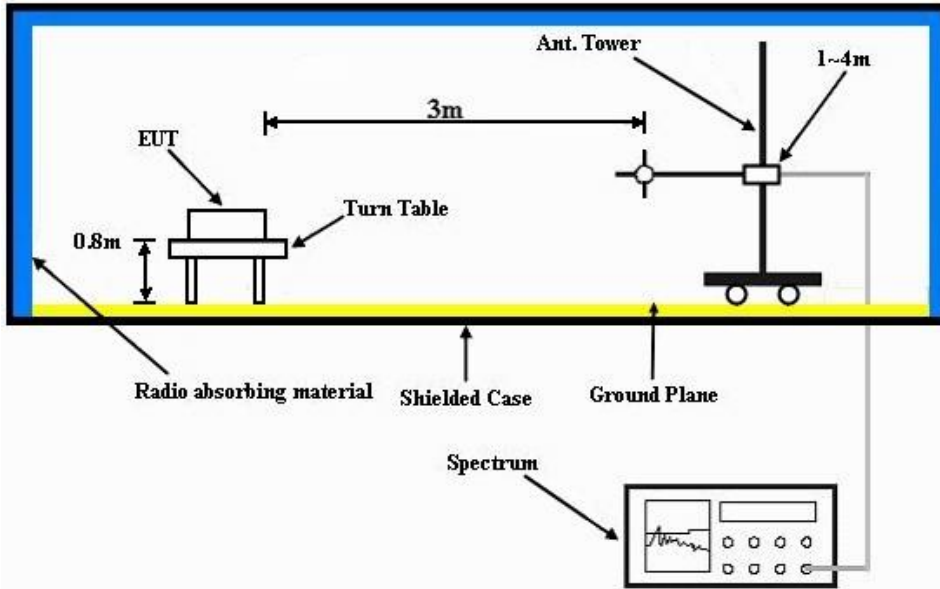 Ant. Tower
1~4m
3m
EUT
Turn Table
0.8m
Radio absorbing material
Shielded Case
Ground Plane
Spectrum